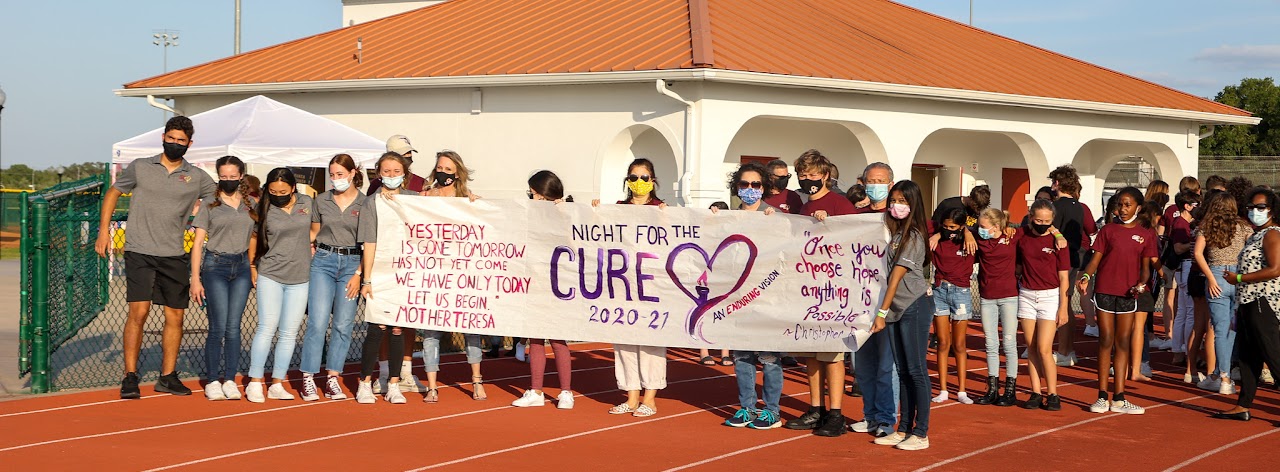 "YESTERDAY
IS GONE TOMORROW
HAS NOT YET COME
WE HAVE ONLY TODAY
LET US BEGIN."
- MOTHER TERESA
NIGHT FOR THE
CURE
2020-21
AN ENDURING VISION
"Once you
choose hope
anything is
Possible"
~Christopher